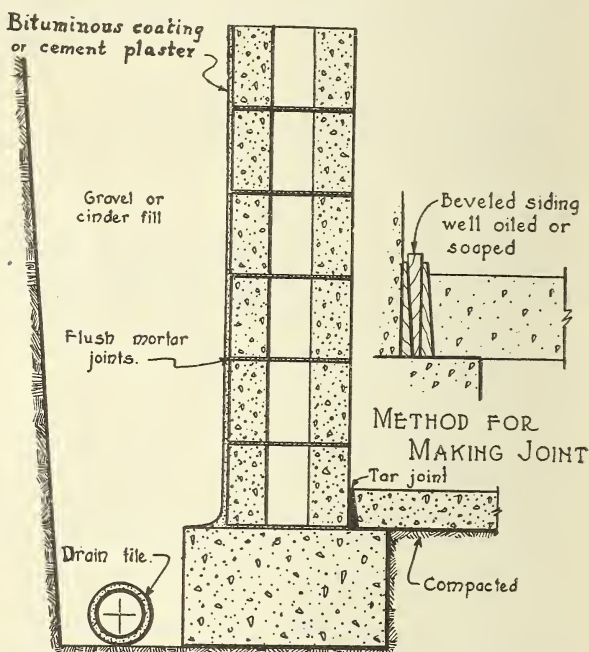 Bituminous coating
or cement plaster
Gravel or
cinder fill
Beveled siding
well oiled or
soaped
Flush mortar
joints.
METHOD FOR
MAKING JOINT
Tar joint
Drain tile.
Compacted